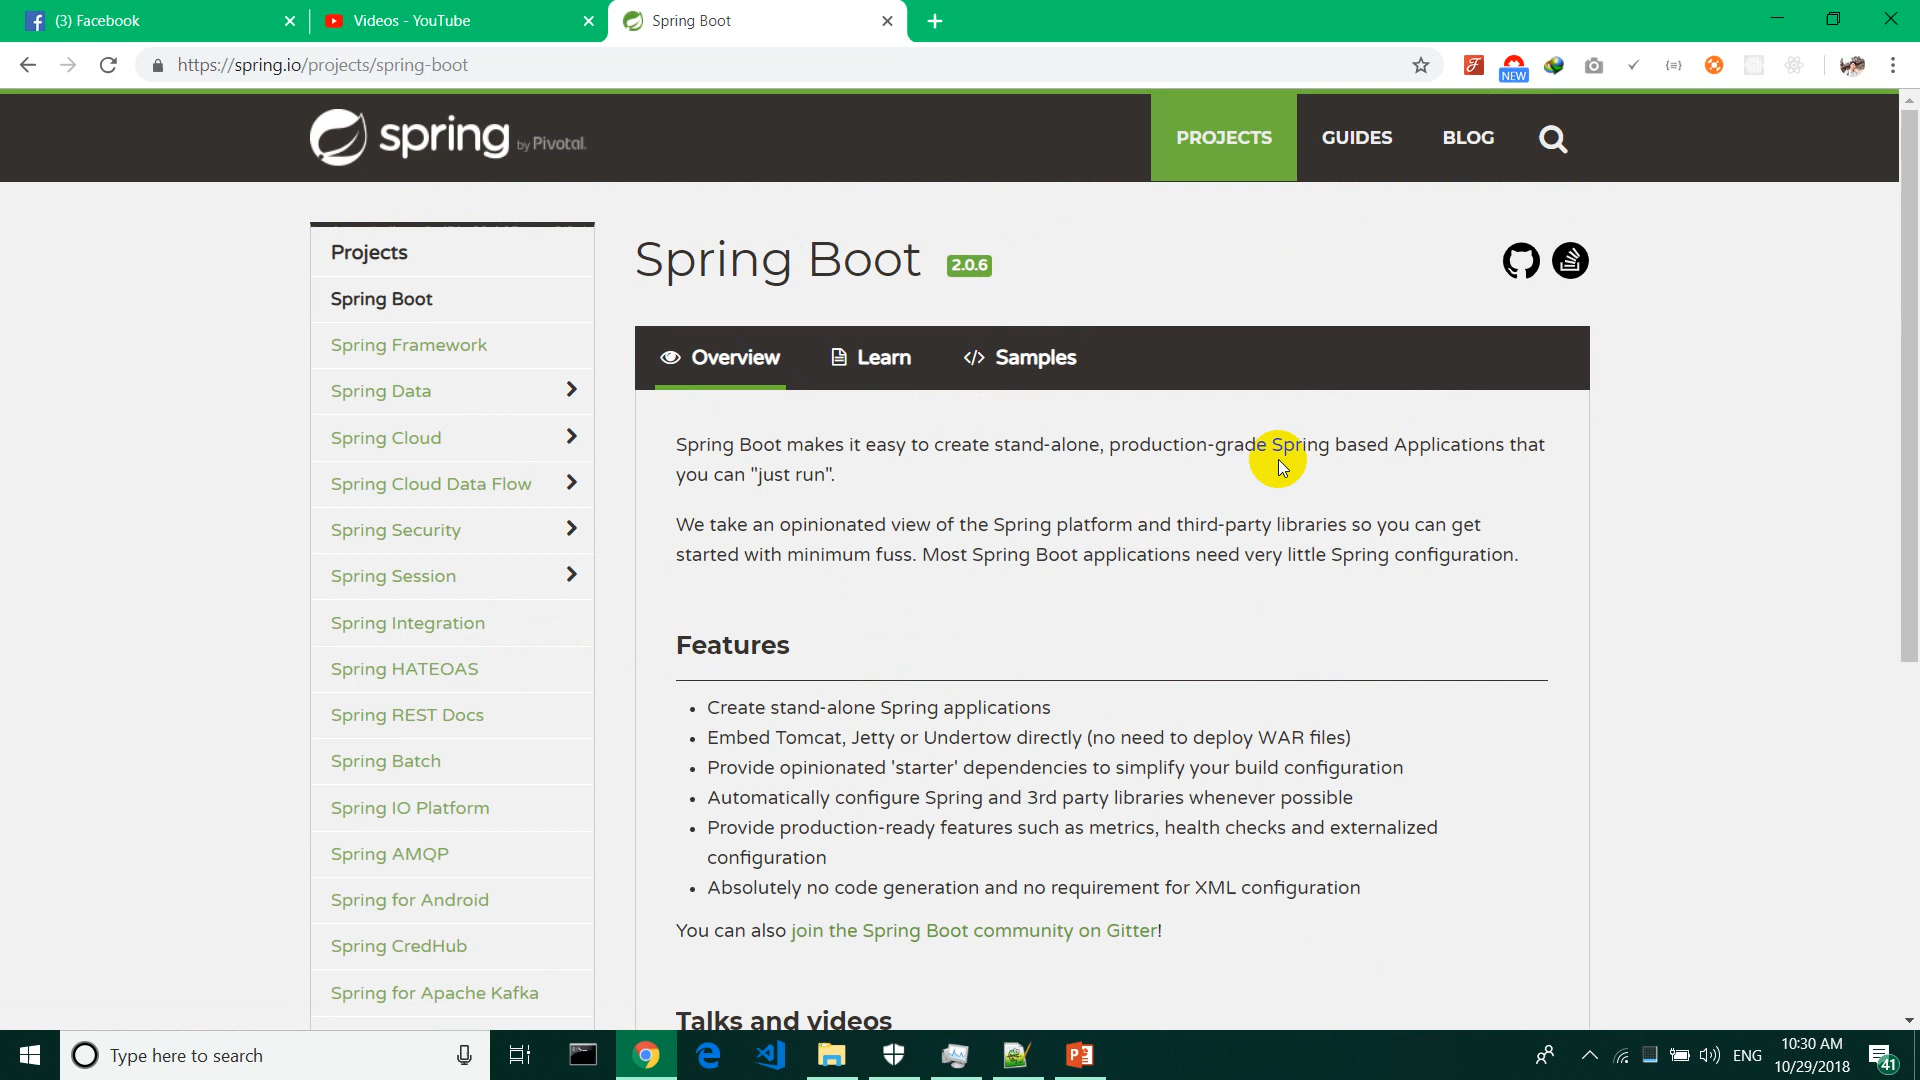 (3) Facebook
Videos - YouTube
Spring Boot
https://spring.io/projects/spring-boot
NEW
spring by Pivotal.
PROJECTS
GUIDES
BLOG
Projects
Spring Boot
Spring Framework
Spring Data
Spring Cloud
Spring Cloud Data Flow
Spring Security
Spring Session
Spring Integration
Spring HATEOAS
Spring REST Docs
Spring Batch
Spring IO Platform
Spring AMQP
Spring for Android
Spring CredHub
Spring for Apache Kafka
Spring Boot 2.0.6
Overview
Learn
Samples
Spring Boot makes it easy to create stand-alone, production-grade Spring based Applications that
you can "just run".
We take an opinionated view of the Spring platform and third-party libraries so you can get
started with minimum fuss. Most Spring Boot applications need very little Spring configuration.
Features
• Create stand-alone Spring applications
• Embed Tomcat, Jetty or Undertow directly (no need to deploy WAR files)
• Provide opinionated 'starter' dependencies to simplify your build configuration
• Automatically configure Spring and 3rd party libraries whenever possible
• Provide production-ready features such as metrics, health checks and externalized
configuration
• Absolutely no code generation and no requirement for XML configuration
You can also join the Spring Boot community on Gitter!
Talks and videos
Type here to search
ENG
10:30 AM
10/29/2018
41